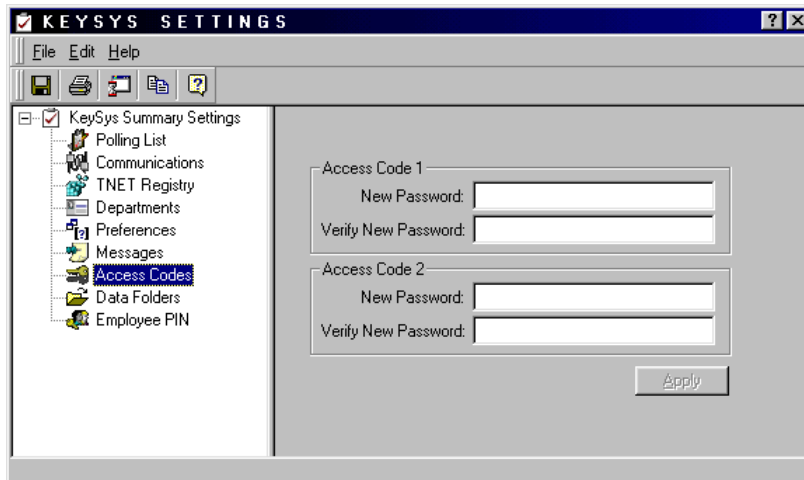 KEYSYS SETTINGS
File Edit Help
KeySys Summary Settings
Polling List
Communications
TNET Registry
Departments
Preferences
Messages
Access Codes
Data Folders
Employee PIN
Access Code 1
New Password:
Verify New Password:
Access Code 2
New Password:
Verify New Password:
Apply